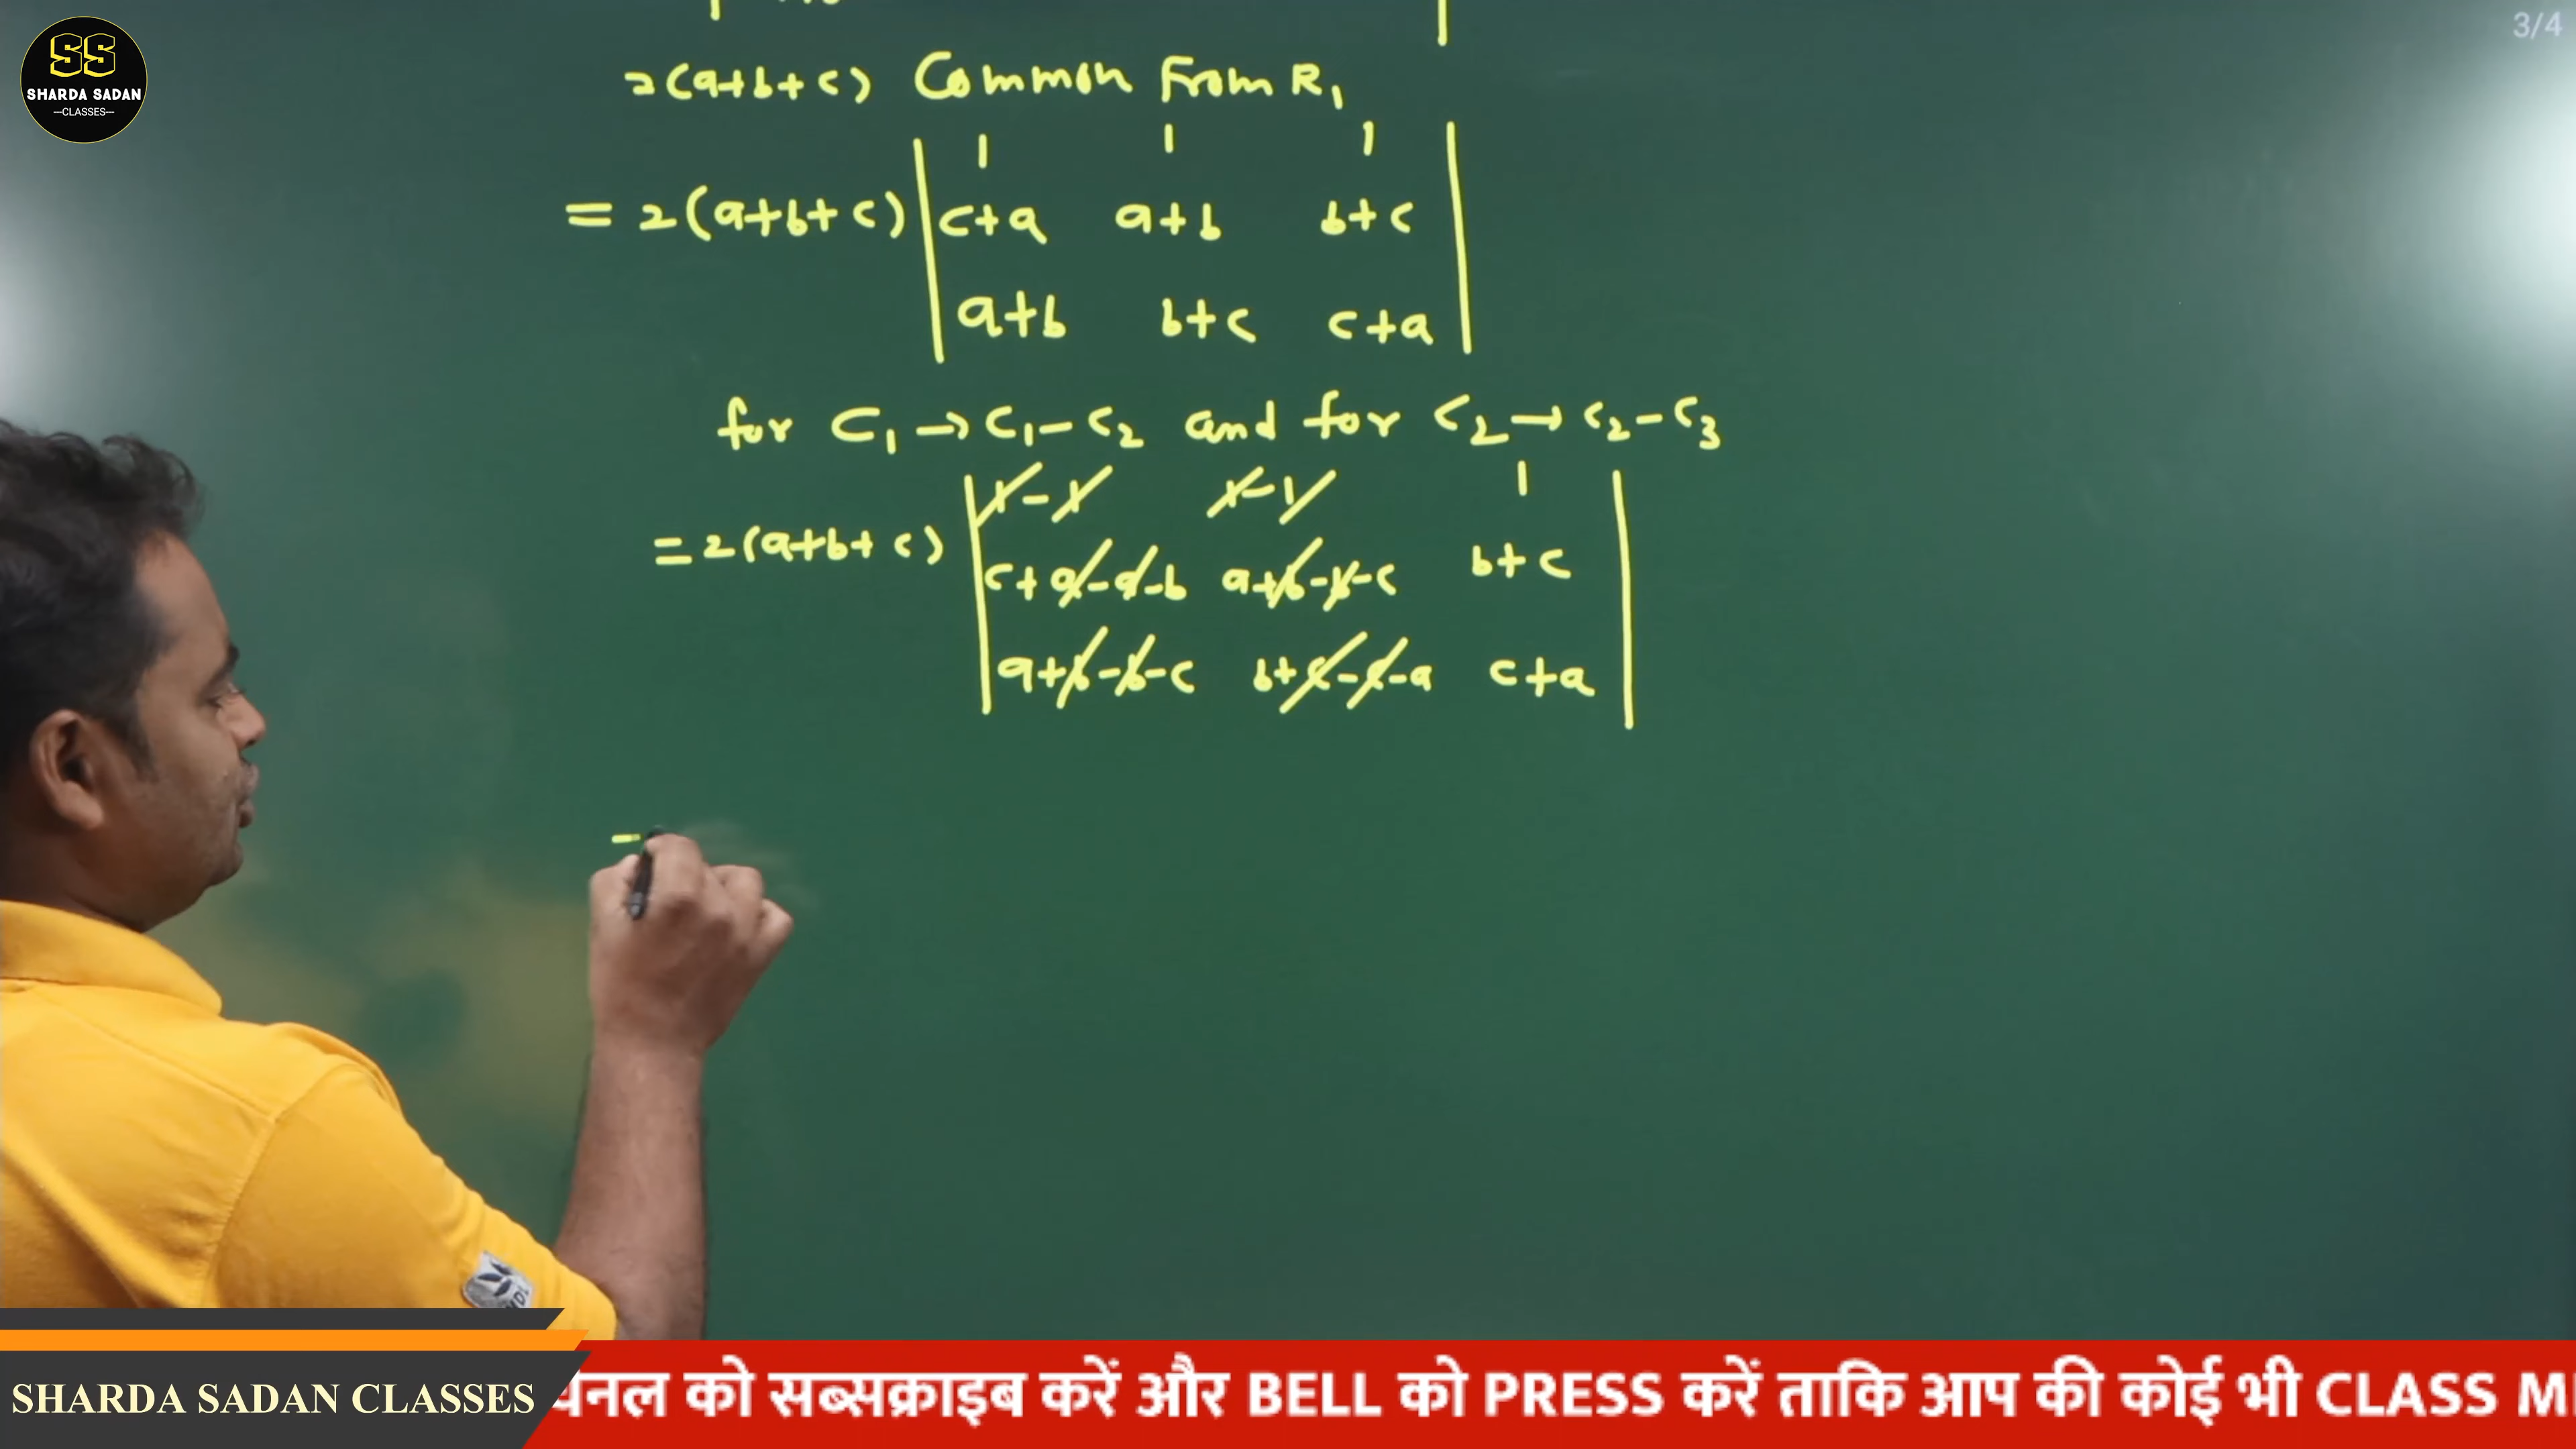 3/4
SS
SHARDA SADAN
—CLASSES—
2(a+b+c) Common From R₁
1 1 1
= 2(a+b+c) | c+a a+b b+c |
a+b b+c c+a
for C₁→C₁-C₂ and for C₂→C₂-C₃
1-1 1-1 1
=2(a+b+c) | c+a-a-b a+b-b-c b+c |
a+b-b-c b+c-c-a c+a
-
SHARDA SADAN CLASSES
को सब्सक्राइब करें और BELL को PRESS करें ताकि आप की कोई भी CLASS